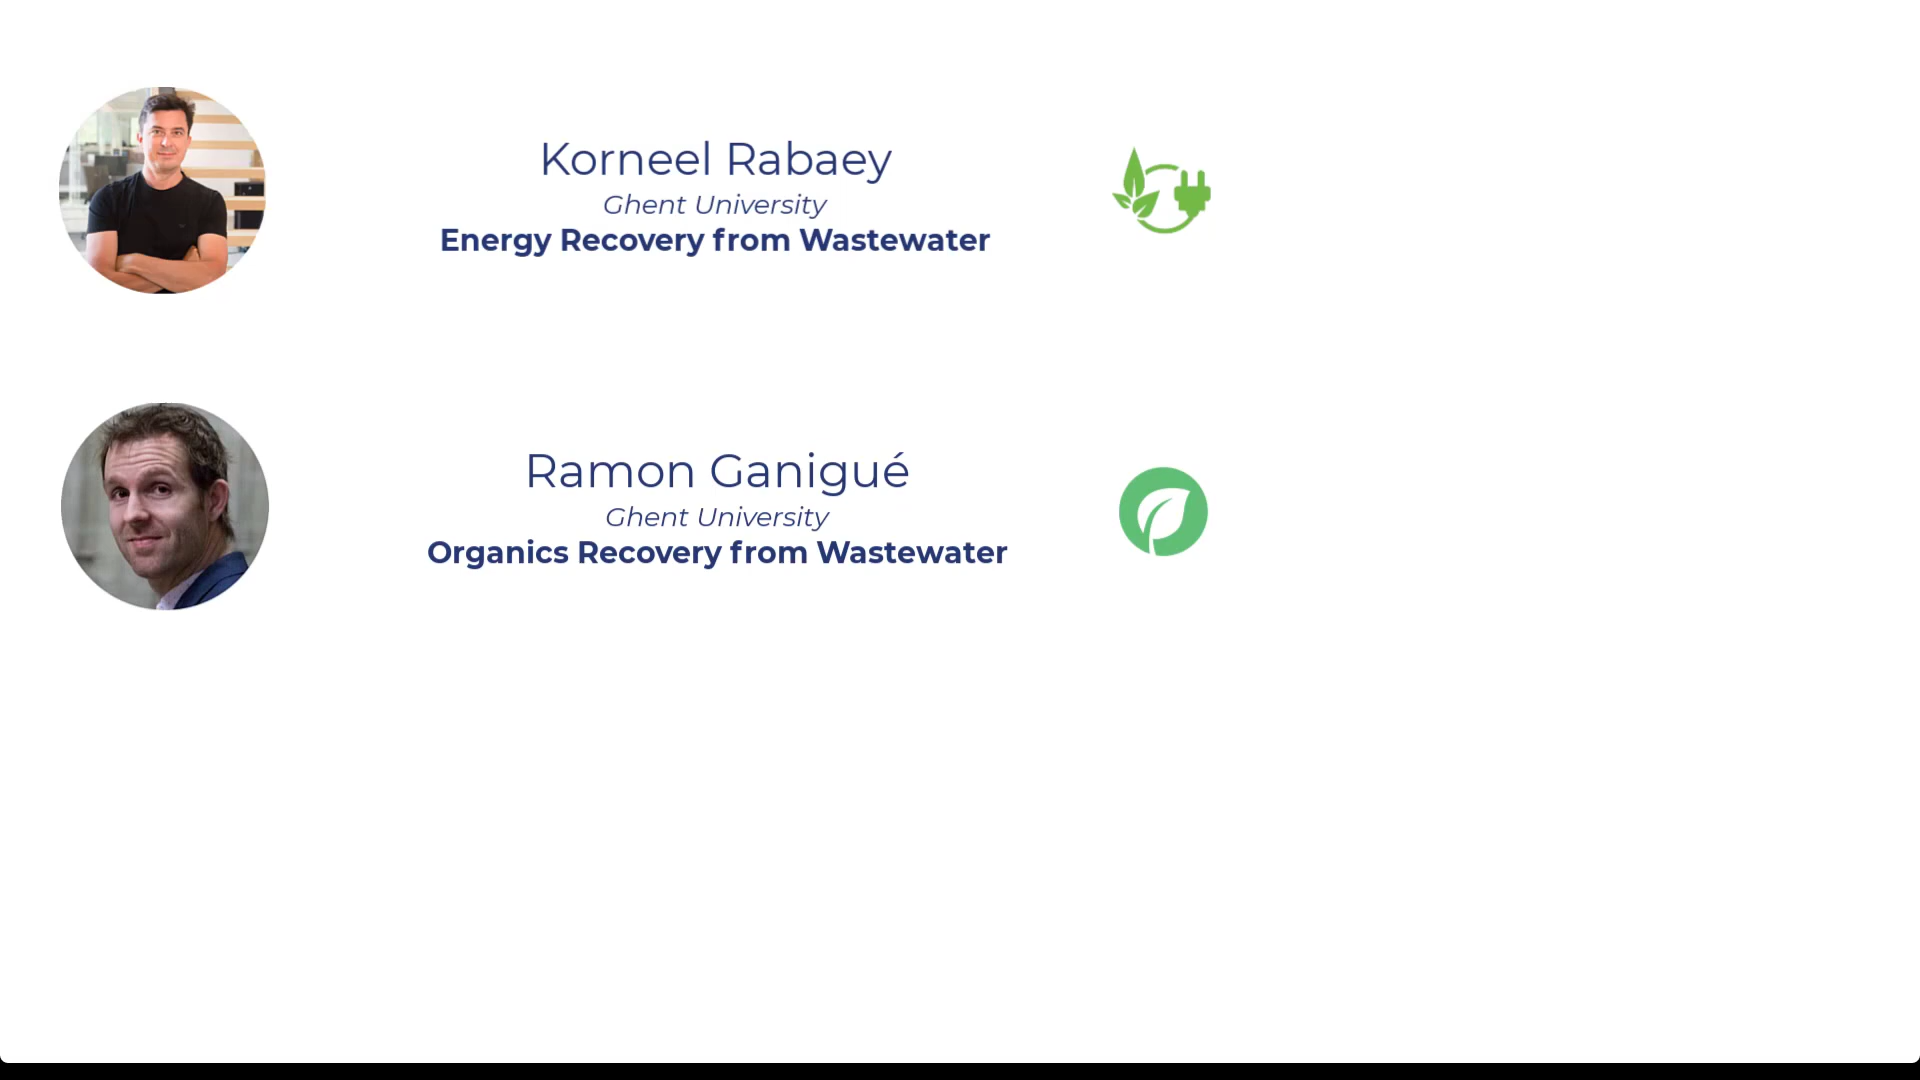 Korneel Rabaey
Ghent University
Energy Recovery from Wastewater
Ramon Ganigué
Ghent University
Organics Recovery from Wastewater